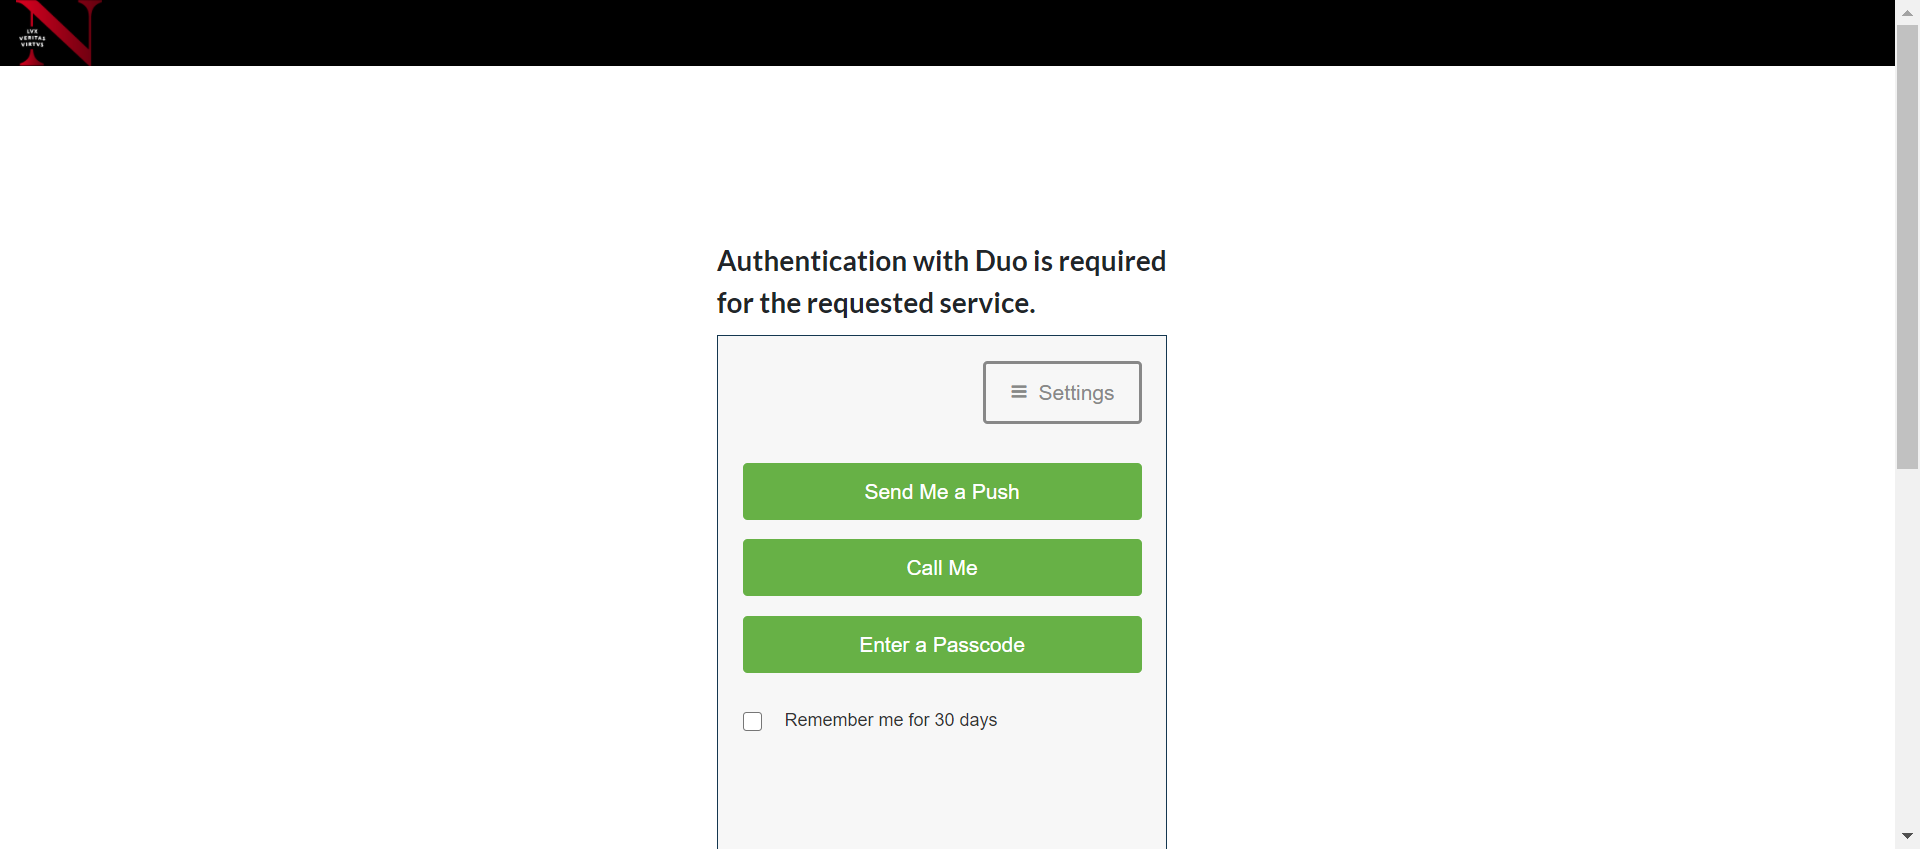 N
LVX
VERITAS
VIRTVS
Authentication with Duo is required
for the requested service.
Settings
Send Me a Push
Call Me
Enter a Passcode
Remember me for 30 days